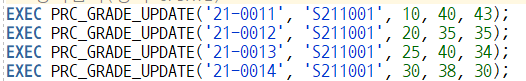 EXEC PRC_GRADE_UPDATE('21-0011', 'S211001', 10, 40, 43);
EXEC PRC_GRADE_UPDATE('21-0012', 'S211001', 20, 35, 35);
EXEC PRC_GRADE_UPDATE('21-0013', 'S211001', 25, 40, 34);
EXEC PRC_GRADE_UPDATE('21-0014', 'S211001', 30, 38, 30);